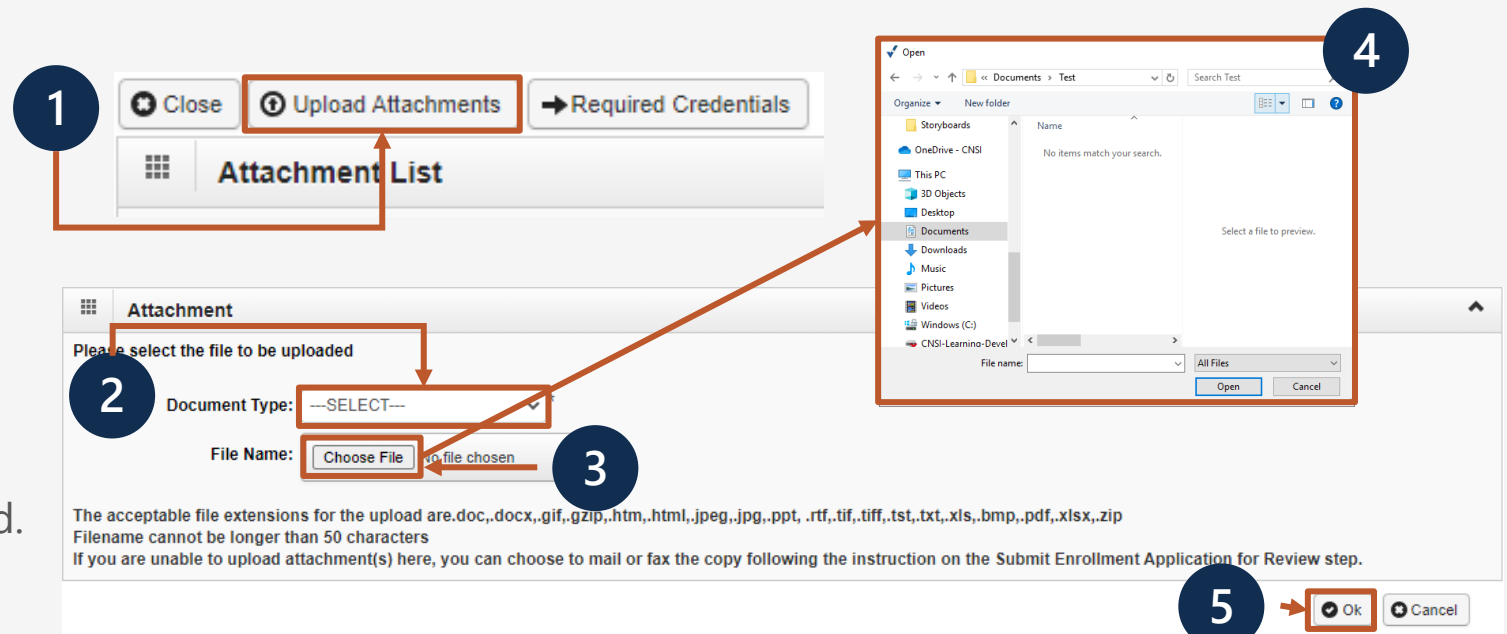 1
Close
Upload Attachments
Required Credentials
Attachment List
4
Open
« Documents › Test
Search Test
Organize
New folder
Storyboards
Name
OneDrive - CNSI
No items match your search.
This PC
3D Objects
Desktop
Documents
Select a file to preview.
Downloads
Music
Pictures
Videos
Windows (C:)
CNSI-Learning-Devel
File name:
All Files
Open
Cancel
Attachment
Please select the file to be uploaded
2
Document Type:
---SELECT---
*
File Name:
Choose File
No file chosen
3
d.
The acceptable file extensions for the upload are.doc,.docx,.gif,.gzip,.htm,.html,.jpeg,.jpg,.ppt, .rtf,.tif,.tiff,.tst,.txt,.xls,.bmp,.pdf,.xlsx,.zip
Filename cannot be longer than 50 characters
If you are unable to upload attachment(s) here, you can choose to mail or fax the copy following the instruction on the Submit Enrollment Application for Review step.
5
Ok
Cancel